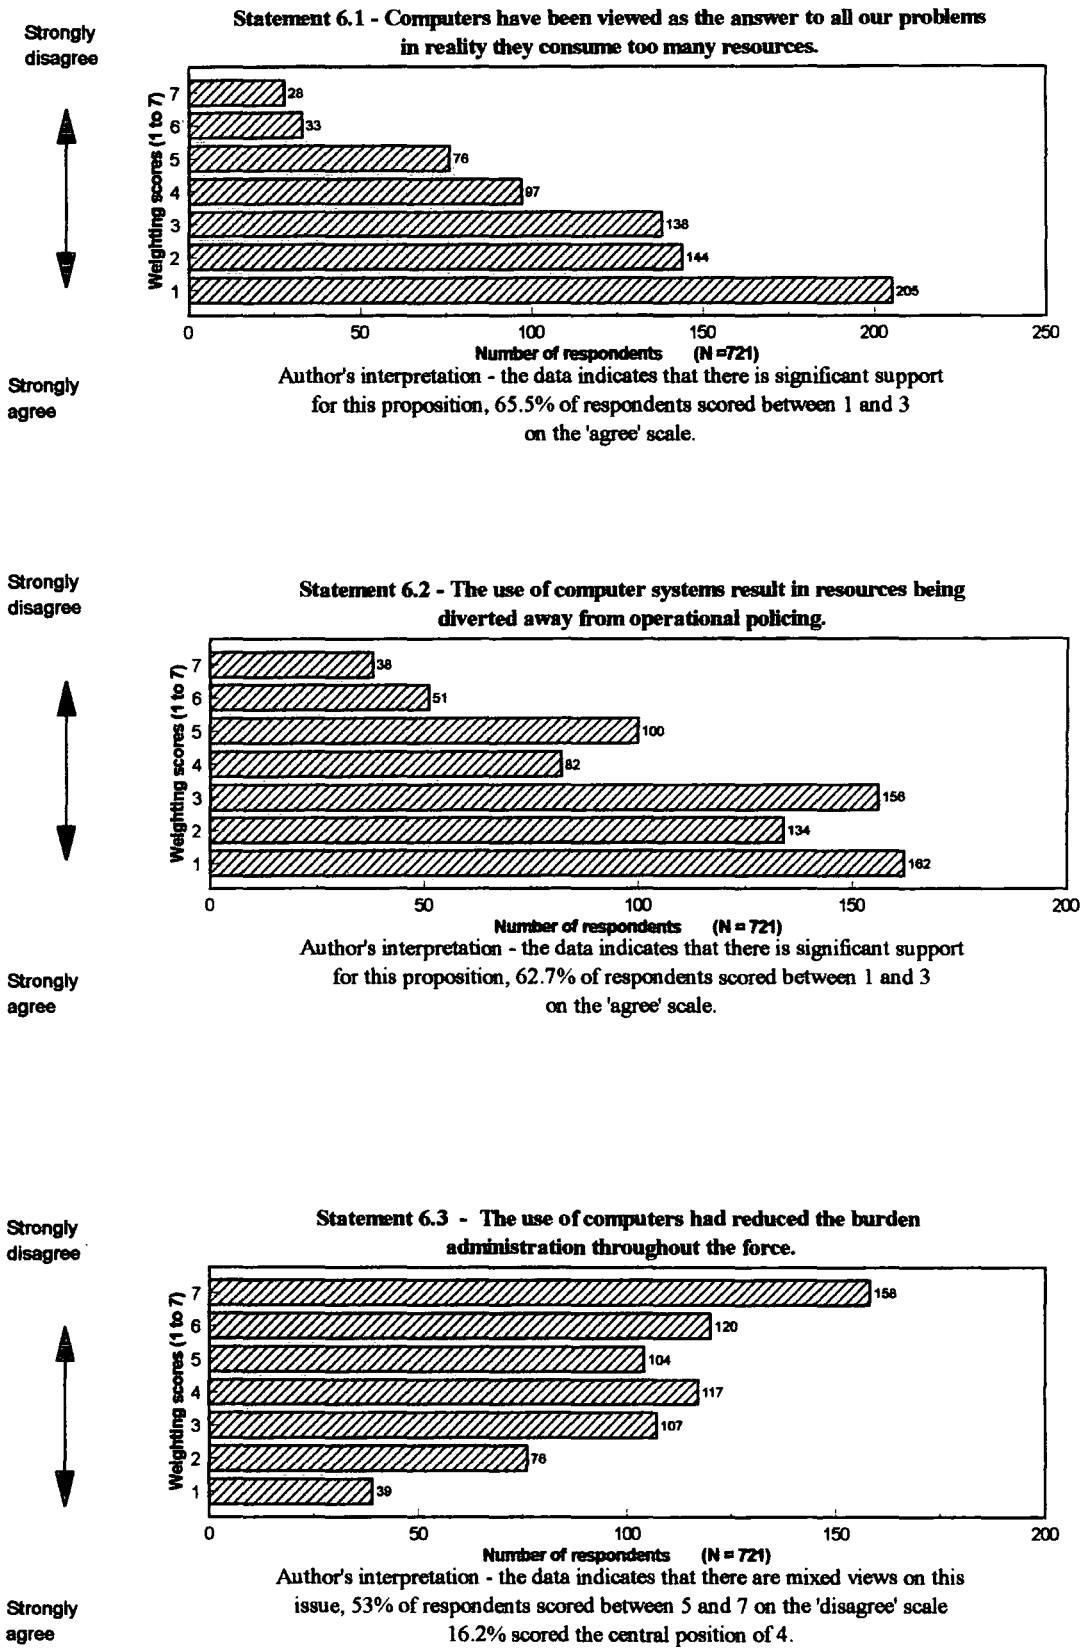 Statement 6.1 - Computers have been viewed as the answer to all our problems
in reality they consume too many resources.
Strongly
disagree
Weighting scores (1 to 7)
7
28
6
33
5
76
4
97
3
138
2
144
1
205
0
50
100
150
200
250
Number of respondents (N =721)
Strongly
agree
Author's interpretation - the data indicates that there is significant support
for this proposition, 65.5% of respondents scored between 1 and 3
on the 'agree' scale.
Strongly
disagree
Statement 6.2 - The use of computer systems result in resources being
diverted away from operational policing.
Weighting scores (1 to 7)
7
38
6
51
5
100
4
82
3
156
2
134
1
162
0
50
100
150
200
Number of respondents (N = 721)
Author's interpretation - the data indicates that there is significant support
for this proposition, 62.7% of respondents scored between 1 and 3
on the 'agree' scale.
Strongly
agree
Strongly
disagree
Statement 6.3 - The use of computers had reduced the burden
administration throughout the force.
Weighting scores (1 to 7)
7
158
6
120
5
104
4
117
3
107
2
76
1
39
0
50
100
150
200
Number of respondents (N = 721)
Author's interpretation - the data indicates that there are mixed views on this
issue, 53% of respondents scored between 5 and 7 on the 'disagree' scale
16.2% scored the central position of 4.
Strongly
agree